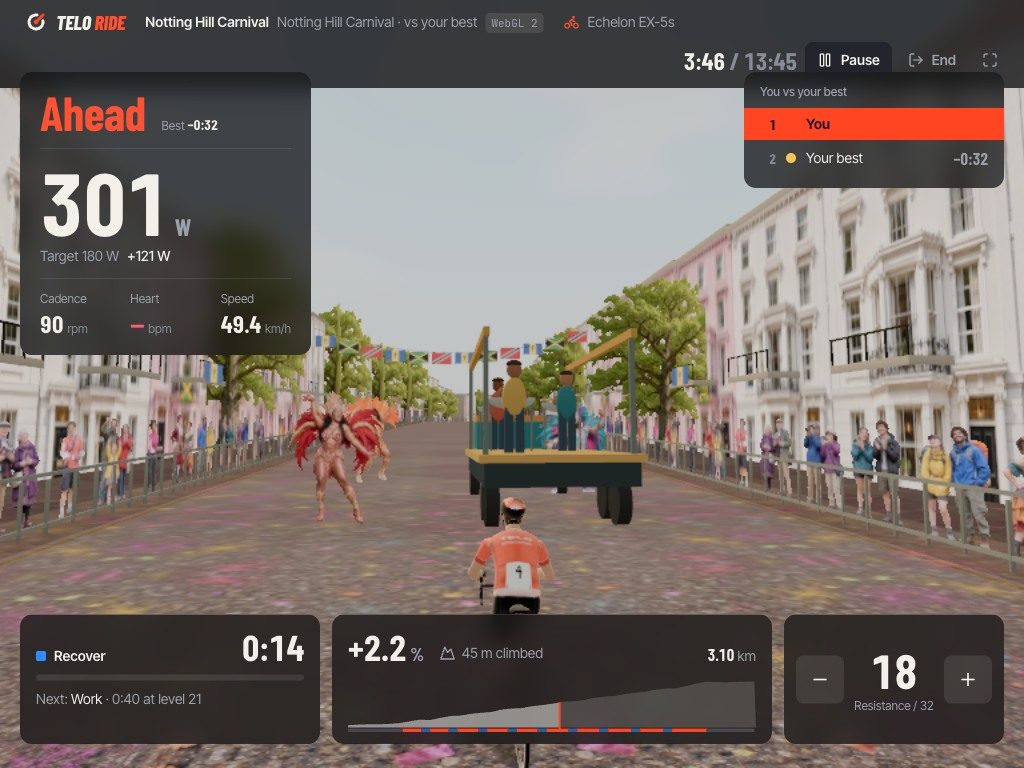 TELO RIDE Notting Hill Carnival Notting Hill Carnival · vs your best WebGL 2 Echelon EX-5s
3:46 / 13:45 Pause End
Ahead Best –0:32
301 W
Target 180 W +121 W
Cadence Heart Speed
90 rpm – bpm 49.4 km/h
You vs your best
1 You
2 Your best –0:32
TELO
4
Recover 0:14
Next: Work · 0:40 at level 21
+2.2 % 45 m climbed 3.10 km
– 18 +
Resistance / 32